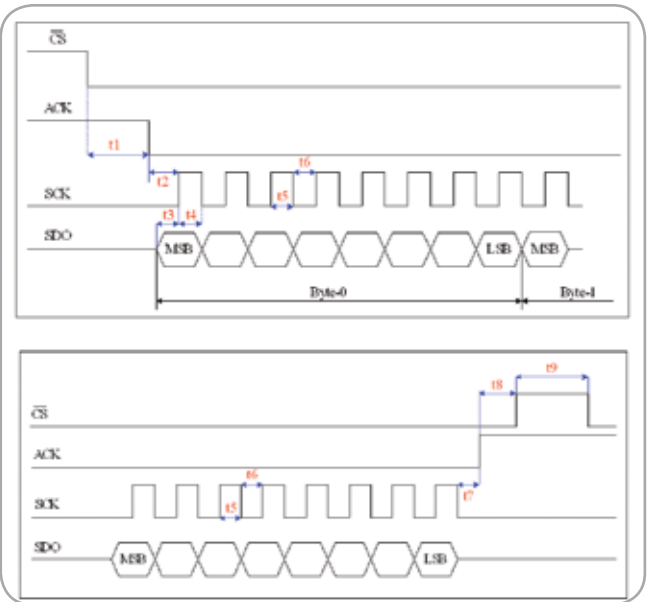 CS
ACK
t1
t6
t2
SCK
t5
t3 t4
SDO
MSB
LSB
MSB
Byte-0
Byte-1
t9
t8
CS
ACK
t6
t7
SCK
t5
SDO
MSB
LSB